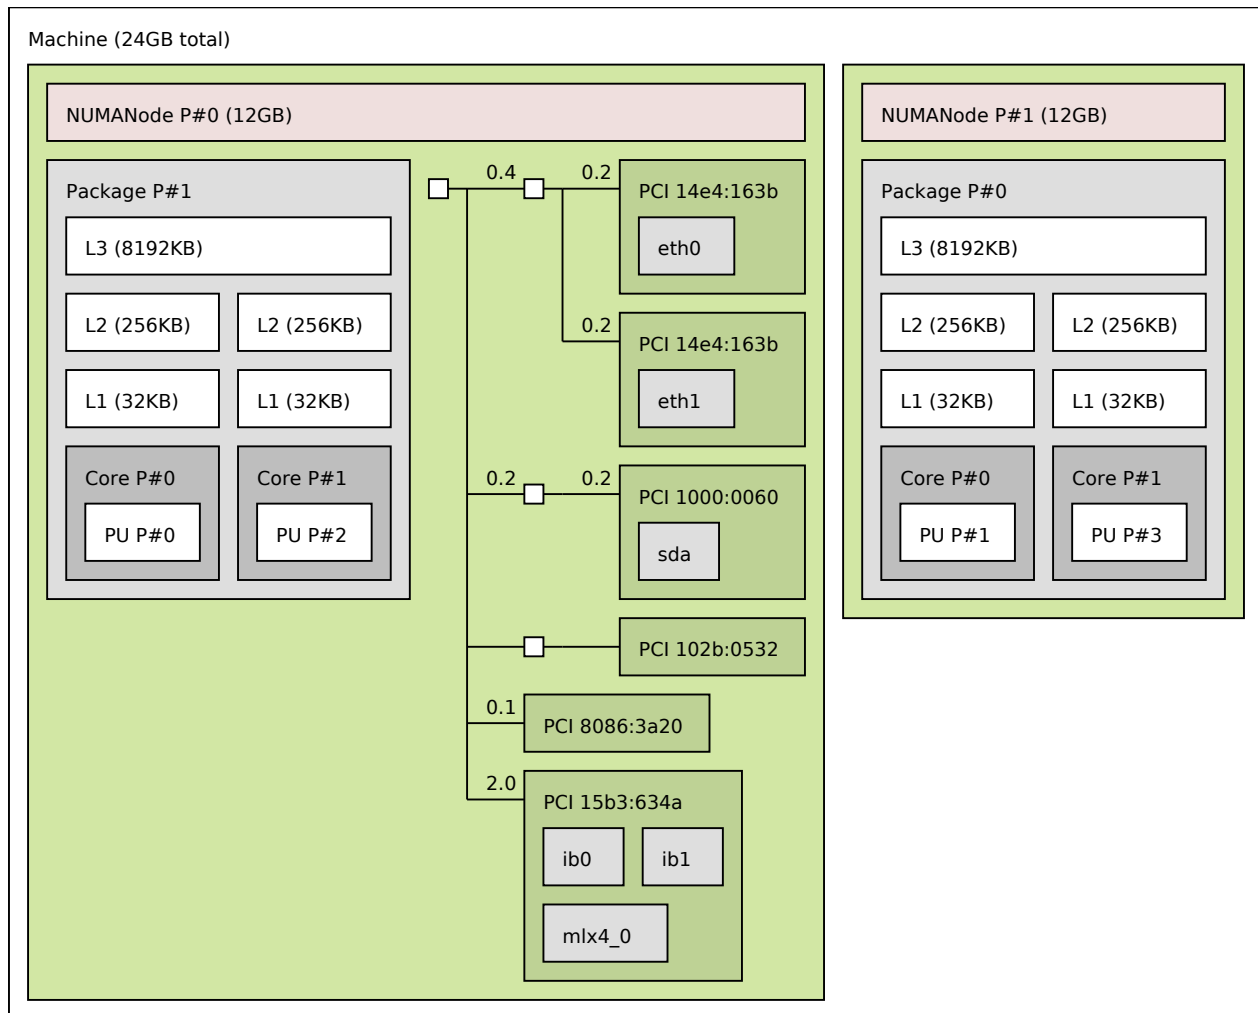 Machine (24GB total)
NUMANode P#0 (12GB)
Package P#1
L3 (8192KB)
L2 (256KB) L2 (256KB)
L1 (32KB) L1 (32KB)
Core P#0 Core P#1
PU P#0 PU P#2
0.4 0.2
PCI 14e4:163b
eth0
0.2
PCI 14e4:163b
eth1
0.2 0.2
PCI 1000:0060
sda
PCI 102b:0532
0.1
PCI 8086:3a20
2.0
PCI 15b3:634a
ib0 ib1
mlx4_0
NUMANode P#1 (12GB)
Package P#0
L3 (8192KB)
L2 (256KB) L2 (256KB)
L1 (32KB) L1 (32KB)
Core P#0 Core P#1
PU P#1 PU P#3